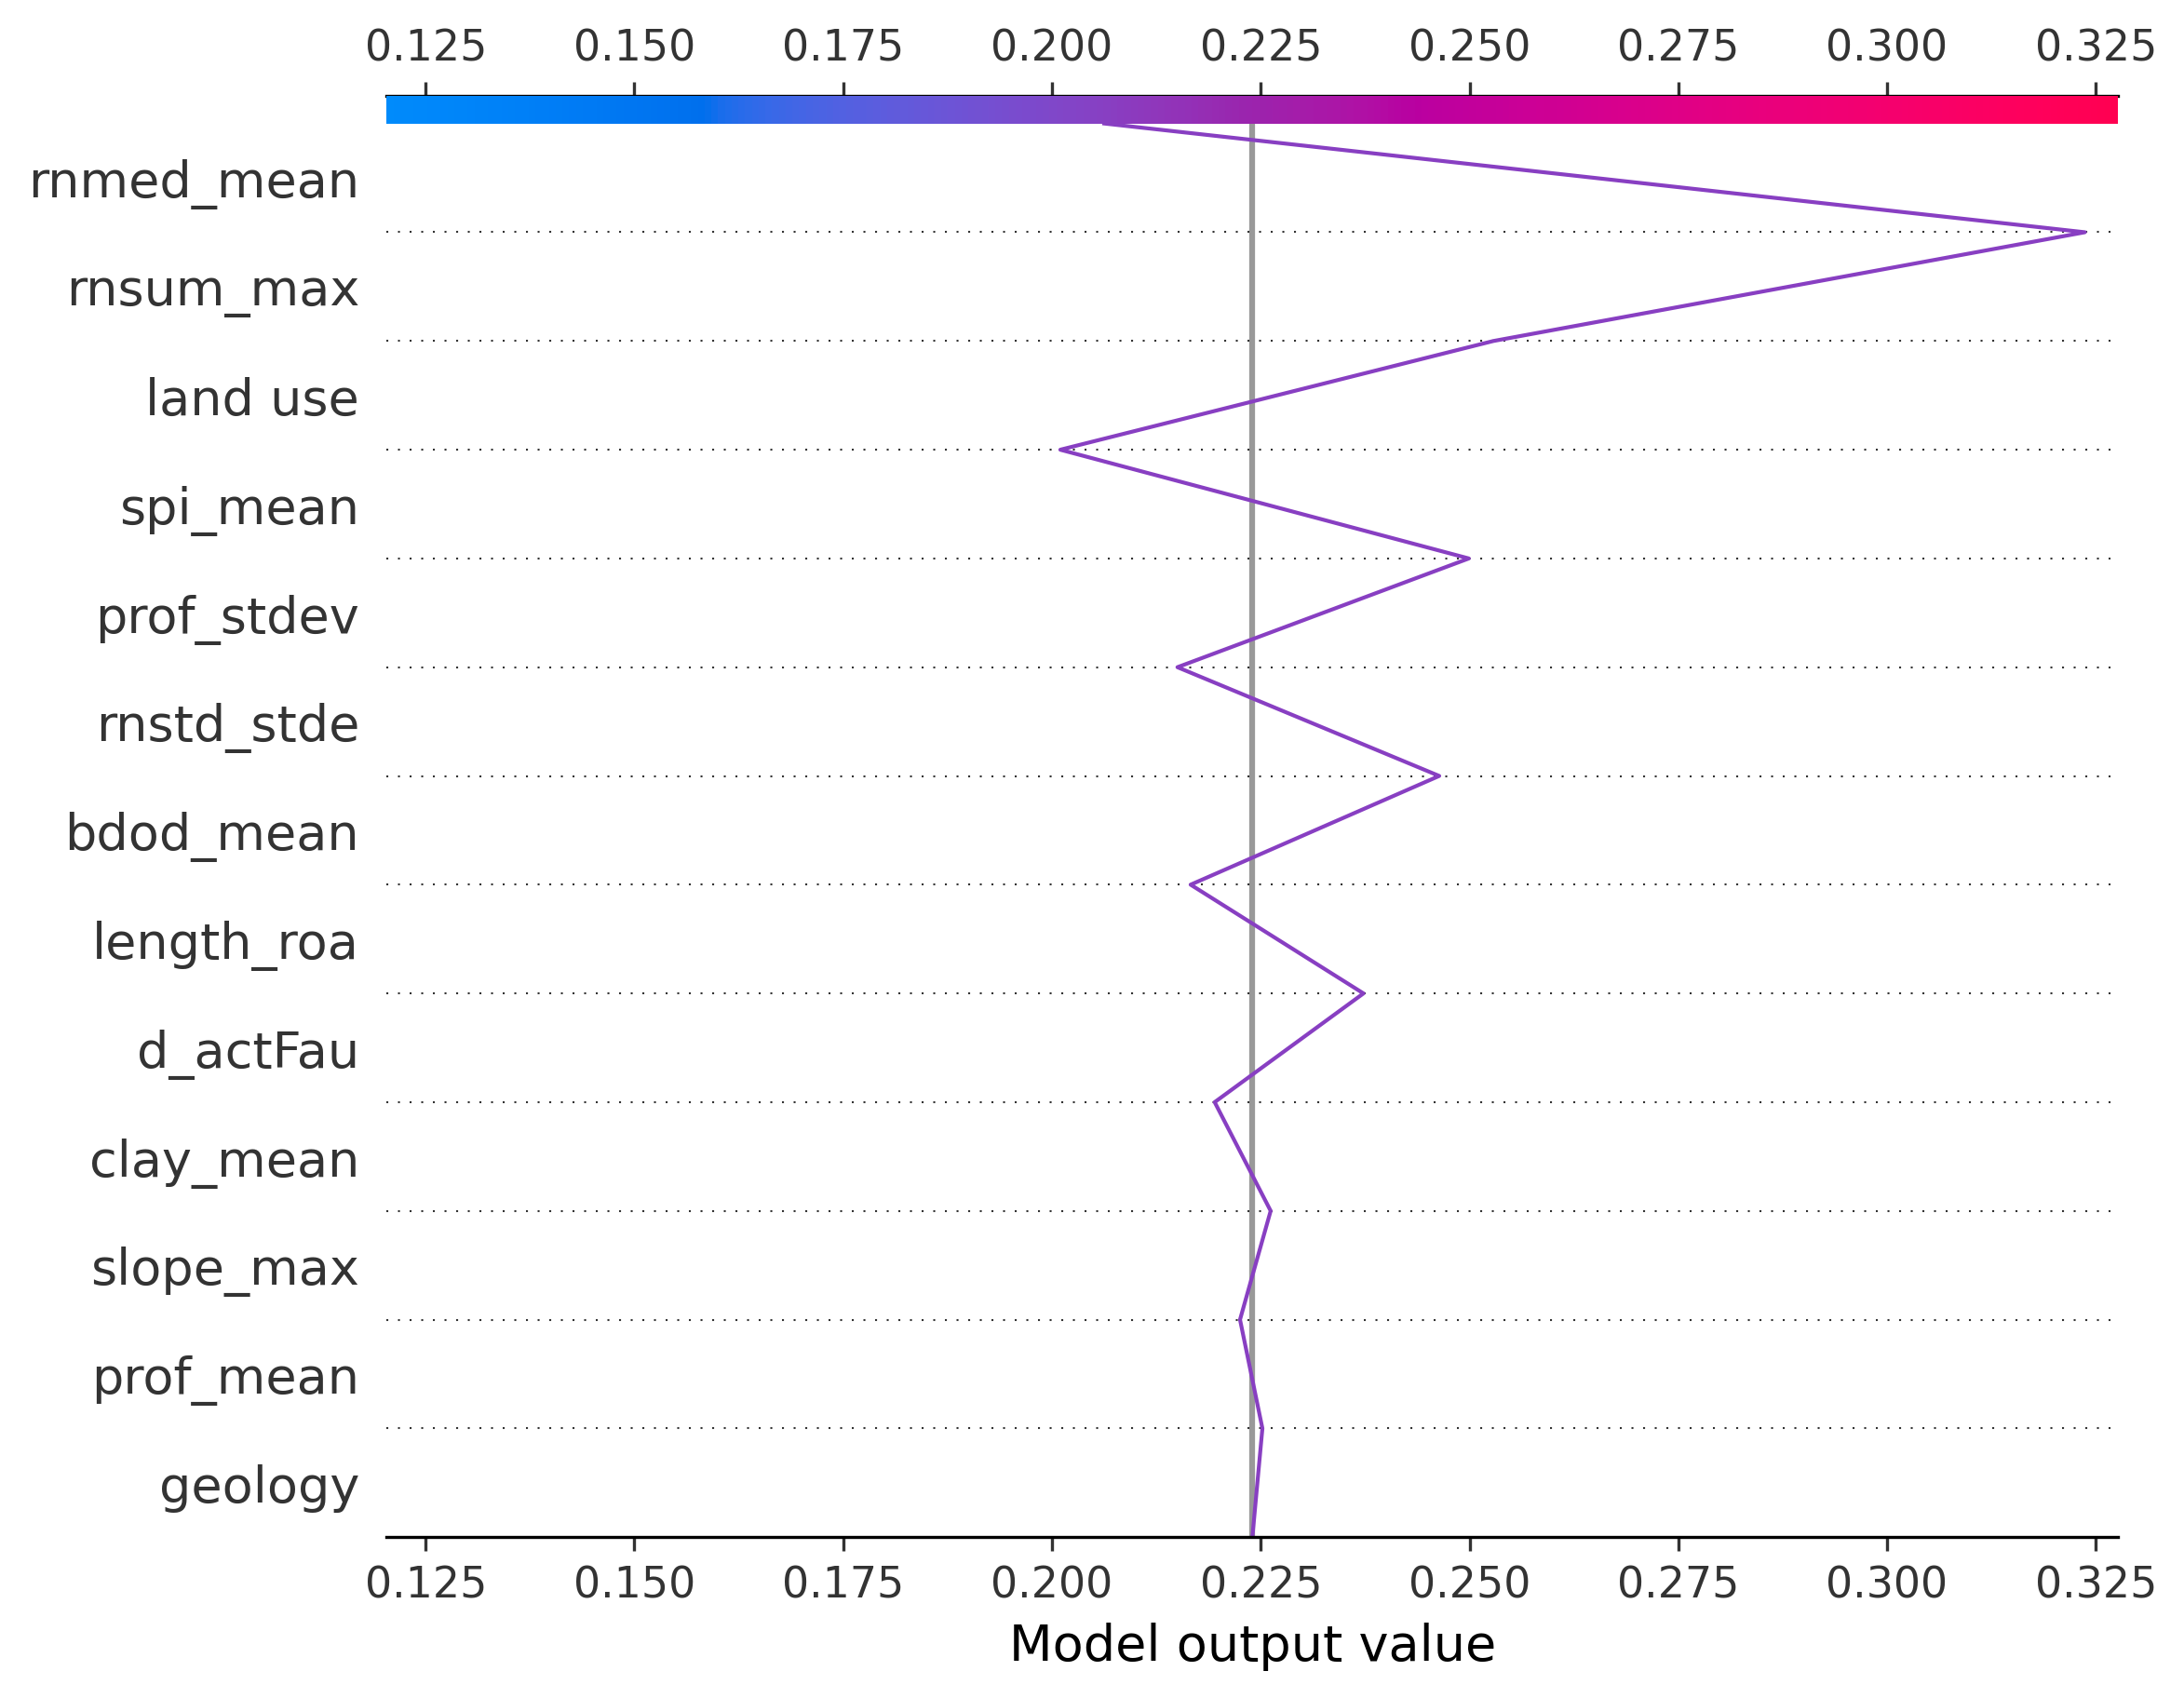 0.125 0.150 0.175 0.200 0.225 0.250 0.275 0.300 0.325
rnmed_mean
rnsum_max
land use
spi_mean
prof_stdev
rnstd_stde
bdod_mean
length_roa
d_actFau
clay_mean
slope_max
prof_mean
geology
0.125 0.150 0.175 0.200 0.225 0.250 0.275 0.300 0.325
Model output value